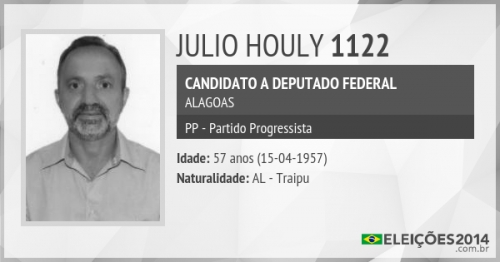 JULIO HOULY 1122
CANDIDATO A DEPUTADO FEDERAL
ALAGOAS
PP - Partido Progressista
Idade: 57 anos (15-04-1957)
Naturalidade: AL - Traipu
ELEIÇÕES2014
.com.br